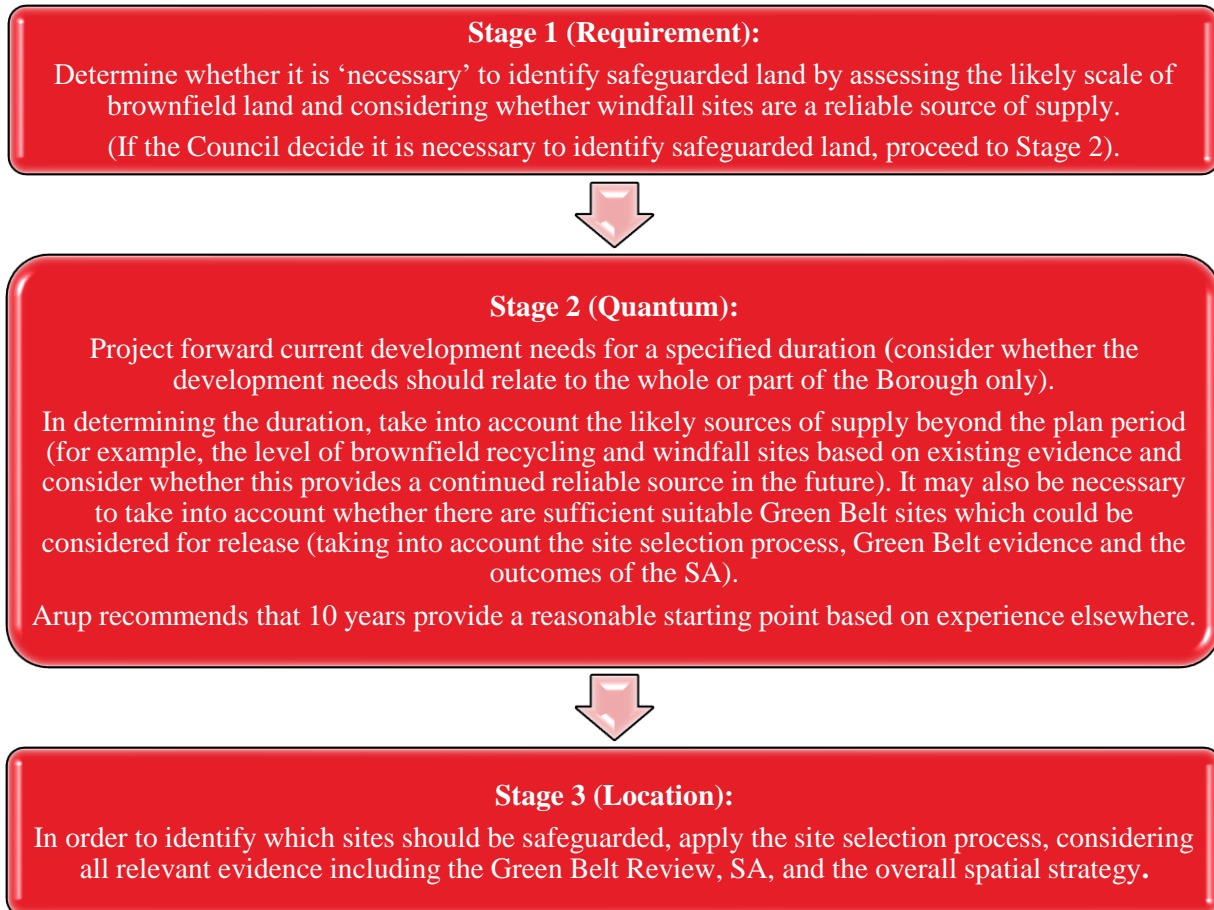 Stage 1 (Requirement):
Determine whether it is ‘necessary’ to identify safeguarded land by assessing the likely scale of
brownfield land and considering whether windfall sites are a reliable source of supply.
(If the Council decide it is necessary to identify safeguarded land, proceed to Stage 2).
Stage 2 (Quantum):
Project forward current development needs for a specified duration (consider whether the
development needs should relate to the whole or part of the Borough only).
In determining the duration, take into account the likely sources of supply beyond the plan period
(for example, the level of brownfield recycling and windfall sites based on existing evidence and
consider whether this provides a continued reliable source in the future). It may also be necessary
to take into account whether there are sufficient suitable Green Belt sites which could be
considered for release (taking into account the site selection process, Green Belt evidence and the
outcomes of the SA).
Arup recommends that 10 years provide a reasonable starting point based on experience elsewhere.
Stage 3 (Location):
In order to identify which sites should be safeguarded, apply the site selection process, considering
all relevant evidence including the Green Belt Review, SA, and the overall spatial strategy.